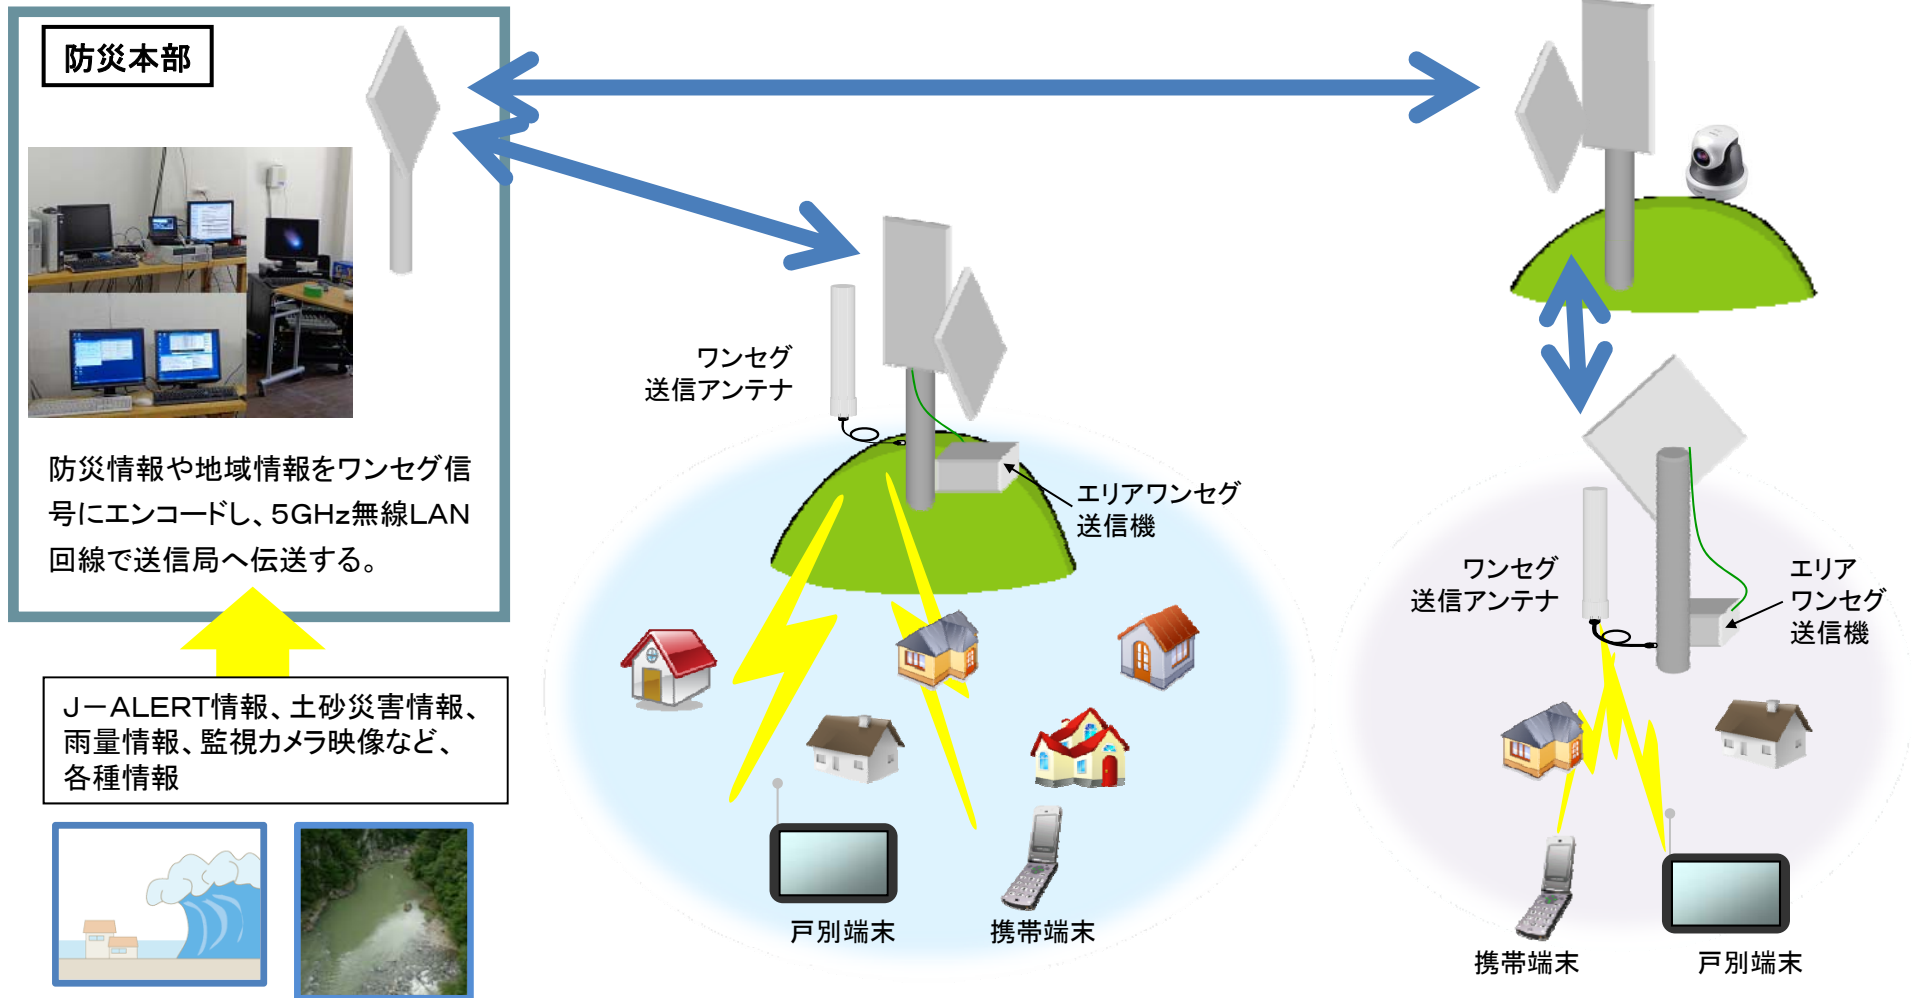 防災本部
防災情報や地域情報をワンセグ信
号にエンコードし、5GHz無線LAN
回線で送信局へ伝送する。
J－ALERT情報、土砂災害情報、
雨量情報、監視カメラ映像など、
各種情報
ワンセグ
送信アンテナ
エリアワンセグ
送信機
戸別端末
携帯端末
ワンセグ
送信アンテナ
エリア
ワンセグ
送信機
携帯端末
戸別端末